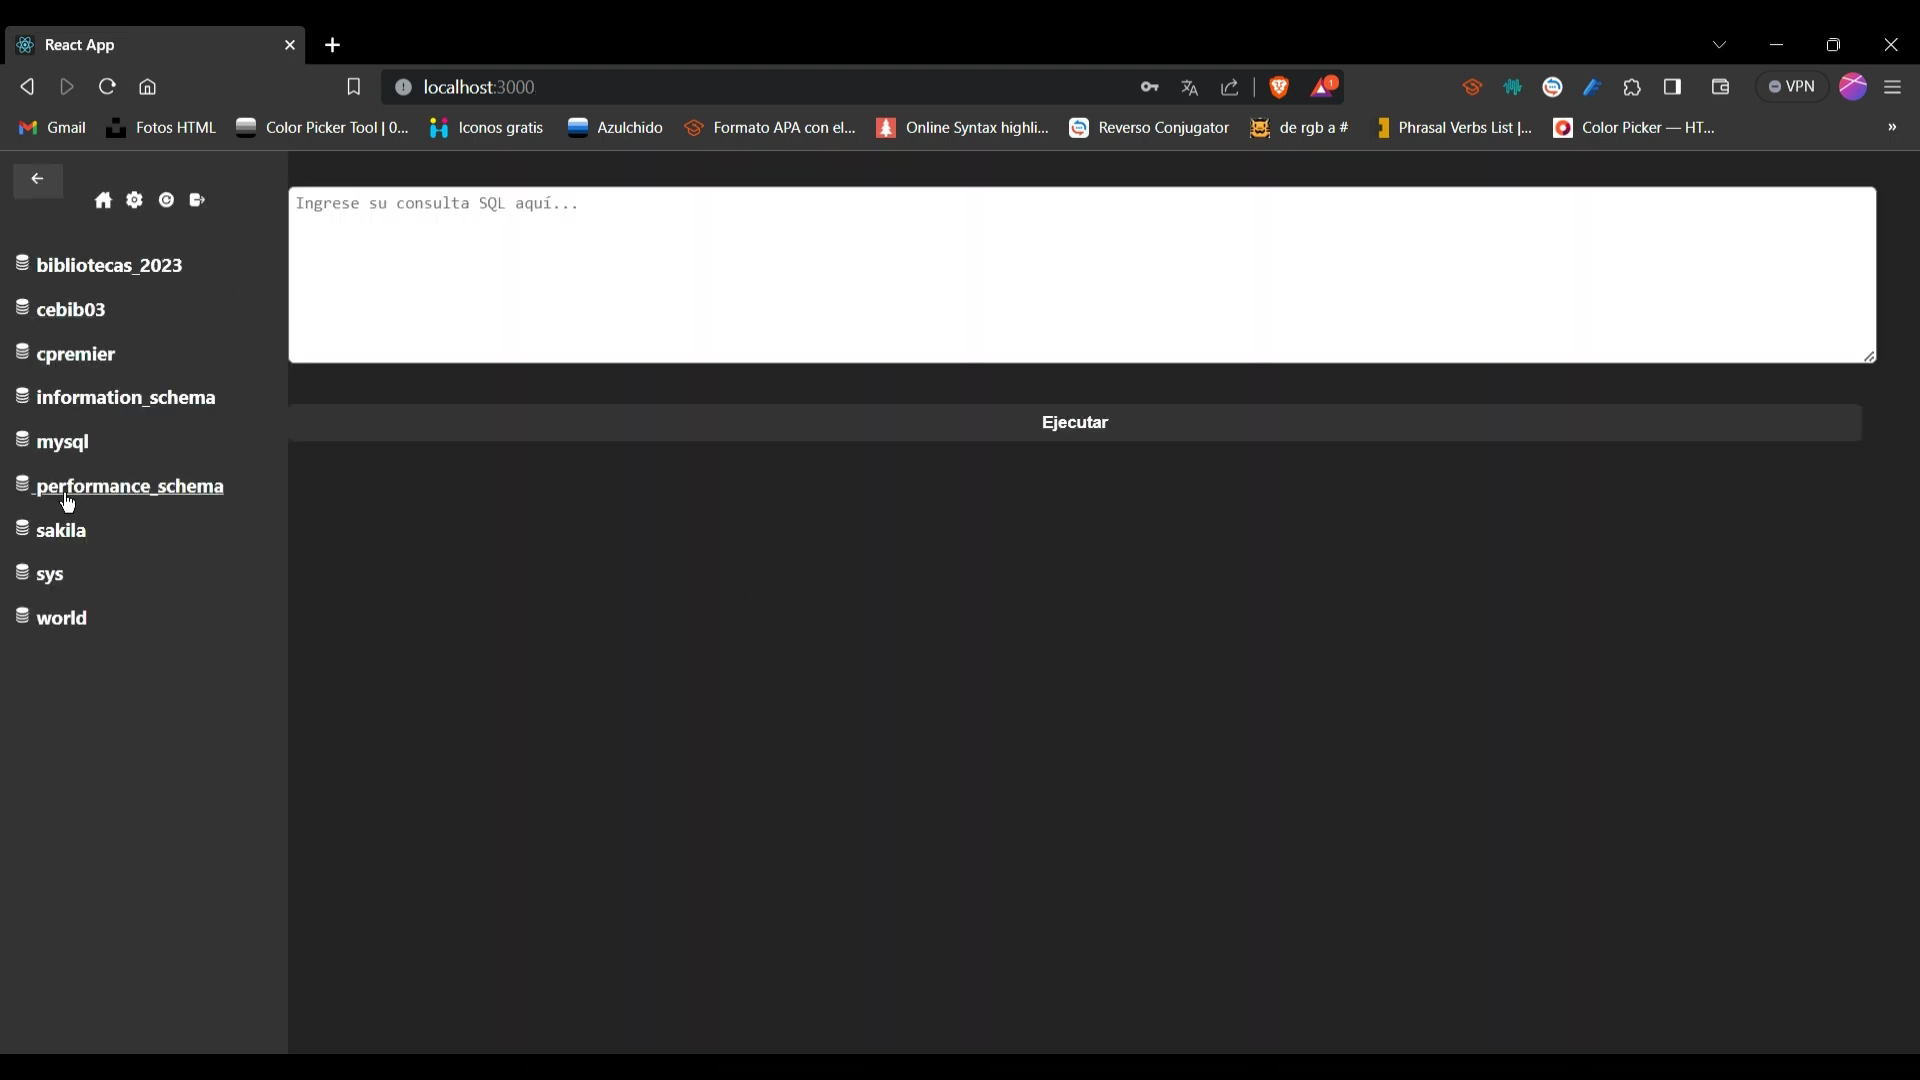 React App
localhost:3000
1
VPN
Gmail
Fotos HTML
Color Picker Tool | 0...
Iconos gratis
Azulchido
Formato APA con el...
Online Syntax highli...
Reverso Conjugator
de rgb a #
Phrasal Verbs List |...
Color Picker — HT...
»
Ingrese su consulta SQL aquí...
Ejecutar
bibliotecas_2023
cebib03
cpremier
information_schema
mysql
performance_schema
sakila
sys
world